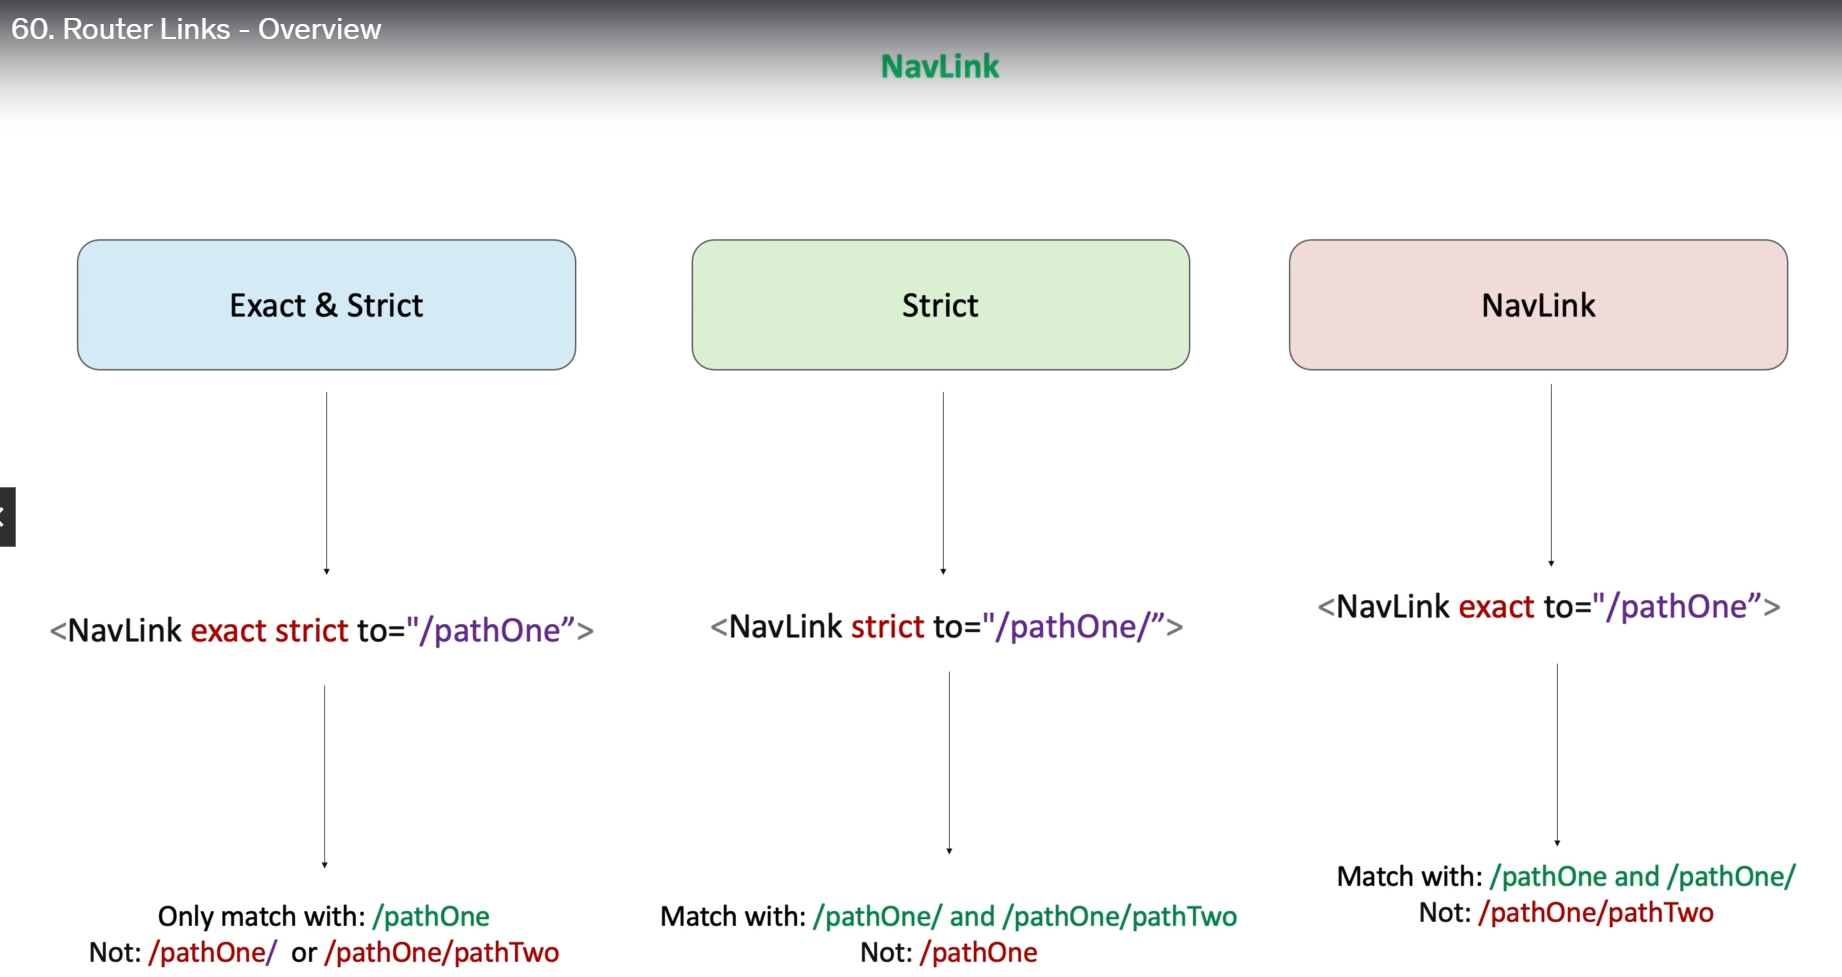 60. Router Links - Overview
NavLink
Exact & Strict
Strict
NavLink
<NavLink exact strict to="/pathOne”>
<NavLink strict to="/pathOne/”>
<NavLink exact to="/pathOne”>
Only match with: /pathOne
Not: /pathOne/ or /pathOne/pathTwo
Match with: /pathOne/ and /pathOne/pathTwo
Not: /pathOne
Match with: /pathOne and /pathOne/
Not: /pathOne/pathTwo